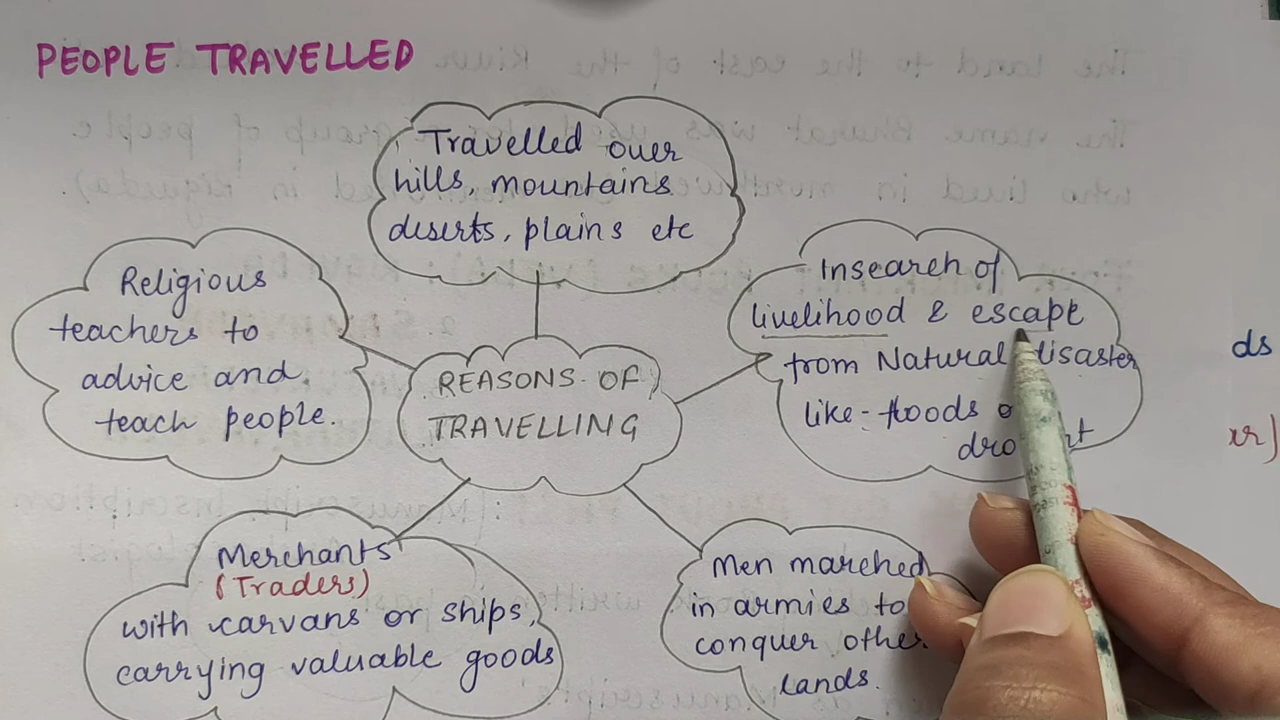 PEOPLE TRAVELLED
Travelled over
hills, mountains
deserts, plains etc
Religious
teachers to
advice and
teach people.
REASONS OF
TRAVELLING
Insearch of
livelihood & escape
from Natural disaster
like- floods
Merchants
(Traders)
with carvans or ships,
carrying valuable goods
Men marched
in armies to
conquer other
lands.
ds